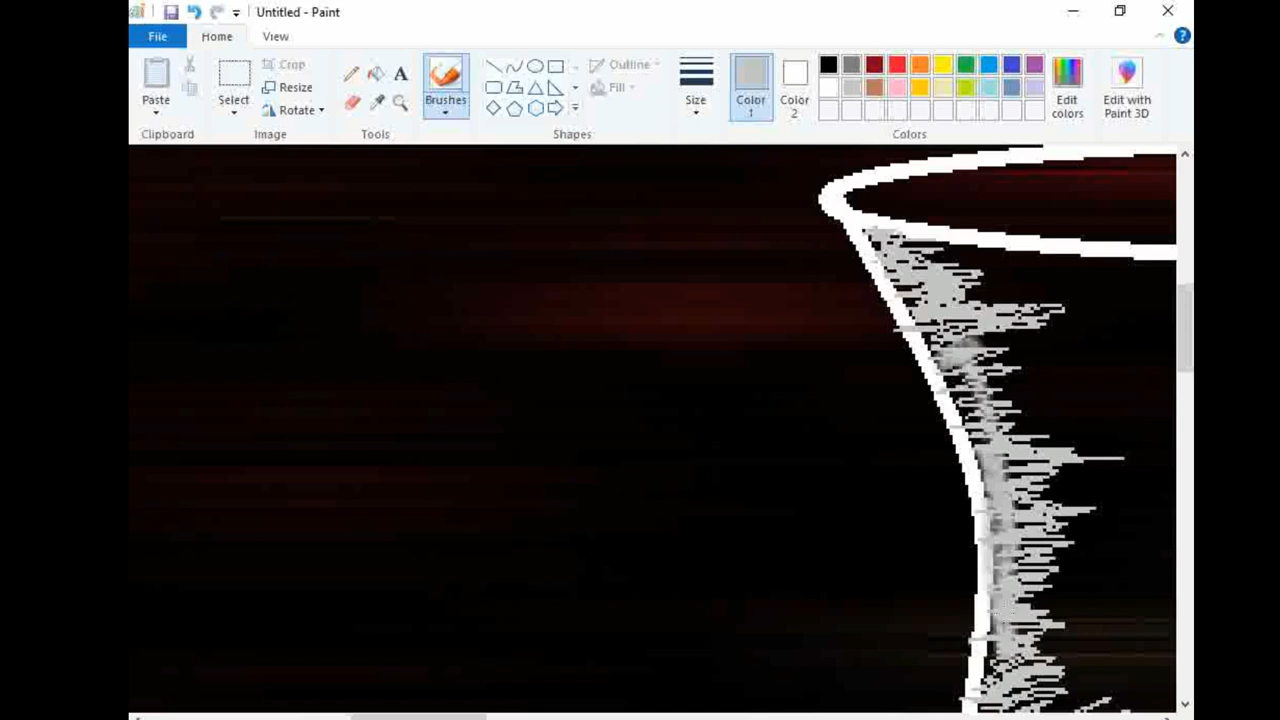 Untitled - Paint
File Home View
Paste
Clipboard
Select
Crop
Resize
Rotate
Image
A
Tools
Brushes
Outline
Fill
Shapes
Size
Color 1
Color 2
Edit colors
Colors
Edit with Paint 3D
?